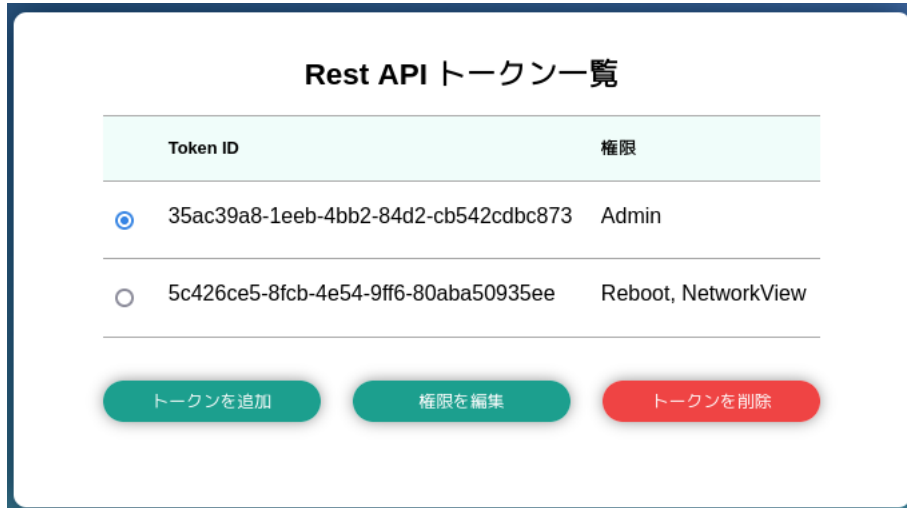 Rest API トークン一覧
Token ID 権限
35ac39a8-1eeb-4bb2-84d2-cb542cdbc873 Admin
5c426ce5-8fcb-4e54-9ff6-80aba50935ee Reboot, NetworkView
トークンを追加 権限を編集 トークンを削除